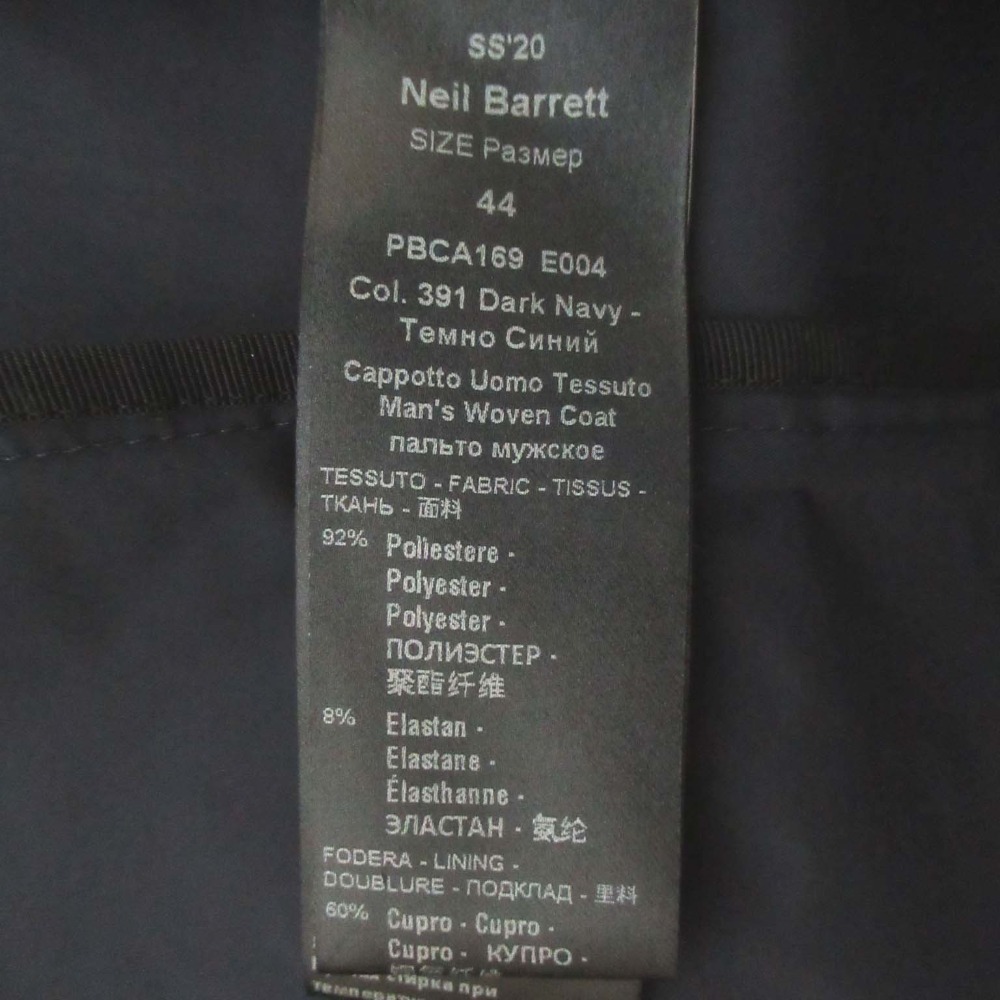 SS'20
Neil Barrett
SIZE Размер
44
PBCA169 E004
Col. 391 Dark Navy -
Темно Синий
Cappotto Uomo Tessuto
Man's Woven Coat
пальто мужское
TESSUTO - FABRIC - TISSUS -
ТКАНЬ - 面料
92% Poliestere -
Polyester -
Polyester -
ПОЛИЭСТЕР -
聚酯纤维
8% Elastan -
Elastane -
Élasthanne -
ЭЛАСТАН - 氨纶
FODERA - LINING -
DOUBLURE - ПОДКЛАД - 里料
60% Cupro - Cupro -
Cupro - КУПРО -
стирка при